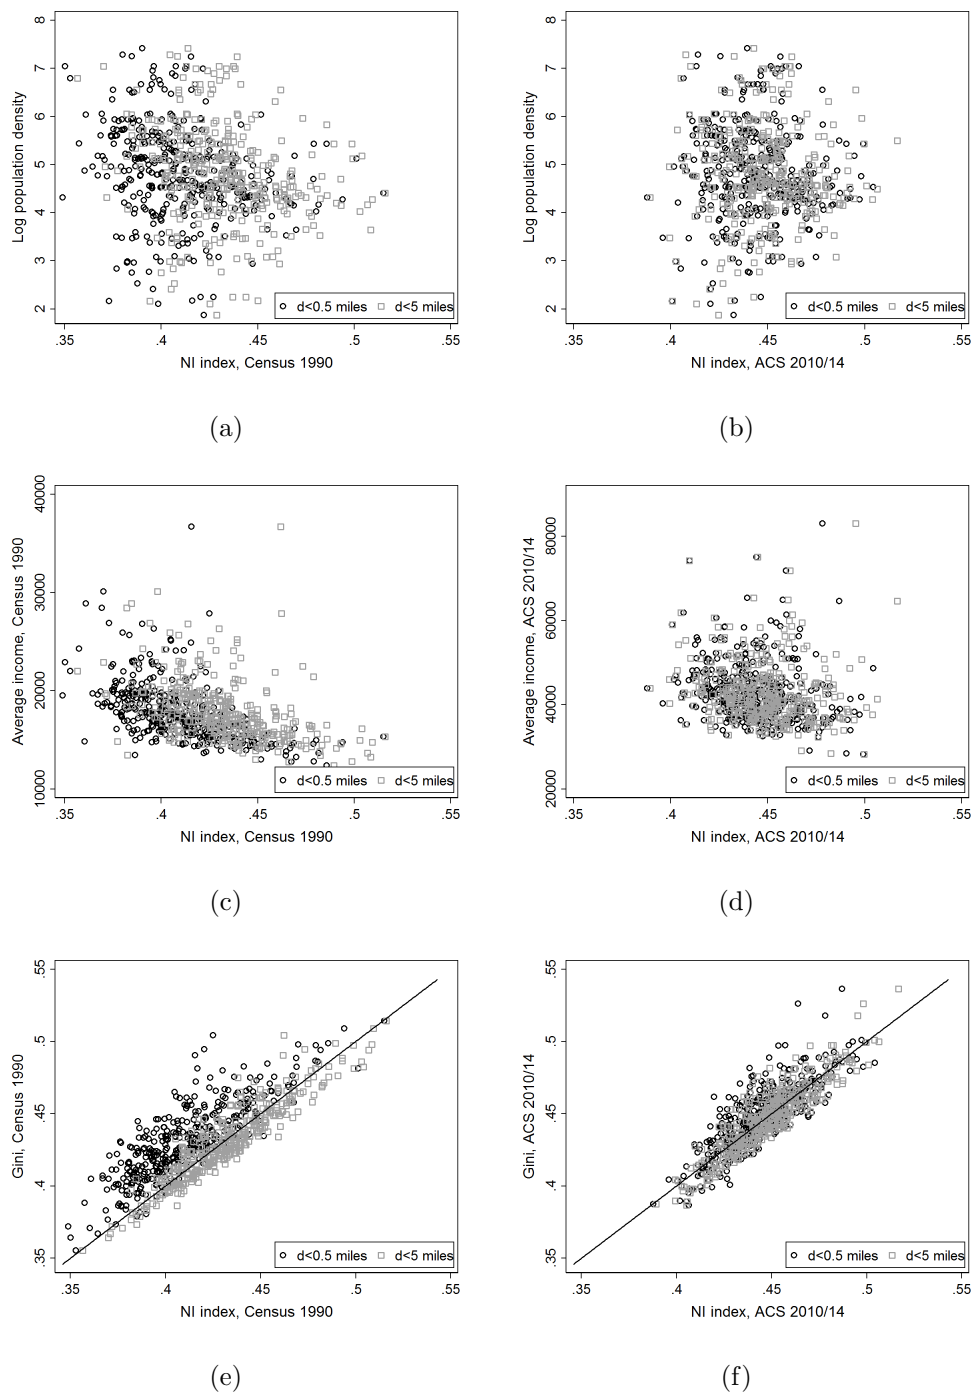 Log population density
2 3 4 5 6 7 8
.35 .4 .45 .5 .55
NI index, Census 1990
d<0.5 miles d<5 miles
(a)
Log population density
2 3 4 5 6 7 8
.35 .4 .45 .5 .55
NI index, ACS 2010/14
d<0.5 miles d<5 miles
(b)
Average income, Census 1990
10000 20000 30000 40000
.35 .4 .45 .5 .55
NI index, Census 1990
d<0.5 miles d<5 miles
(c)
Average income, ACS 2010/14
20000 40000 60000 80000
.35 .4 .45 .5 .55
NI index, ACS 2010/14
d<0.5 miles d<5 miles
(d)
Gini, Census 1990
.35 .4 .45 .5 .55
.35 .4 .45 .5 .55
NI index, Census 1990
d<0.5 miles d<5 miles
(e)
Gini, ACS 2010/14
.35 .4 .45 .5 .55
.35 .4 .45 .5 .55
NI index, ACS 2010/14
d<0.5 miles d<5 miles
(f)